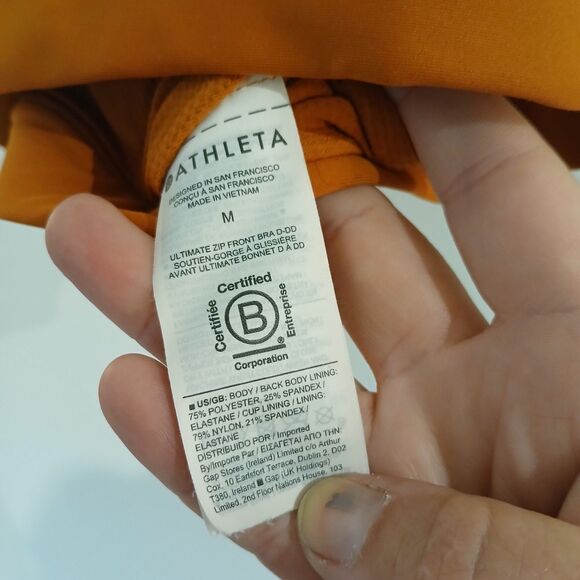 ATHLETA
DESIGNED IN SAN FRANCISCO
CONÇU À SAN FRANCISCO
MADE IN VIETNAM
M
ULTIMATE ZIP FRONT BRA D-DD
SOUTIEN-GORGE À GLISSIÈRE
AVANT ULTIMATE BONNET D À DD
Certified
Certifiée
B
Entreprise
®
Corporation
US/GB: BODY / BACK BODY LINING:
75% POLYESTER, 25% SPANDEX /
ELASTANE / CUP LINING / LINING:
79% NYLON, 21% SPANDEX /
ELASTANE
DISTRIBUIDO POR / Imported
By/Importe Par / ΕΙΣΑΓΕΤΑΙ ΑΠΟ ΤΗΝ:
Gap Stores (Ireland) Limited c/o Arthur
Cox, 10 Earlsfort Terrace, Dublin 2, D02
T380, Ireland ■ Gap (UK Holdings)
Limited, 2nd Floor Nations House, 103